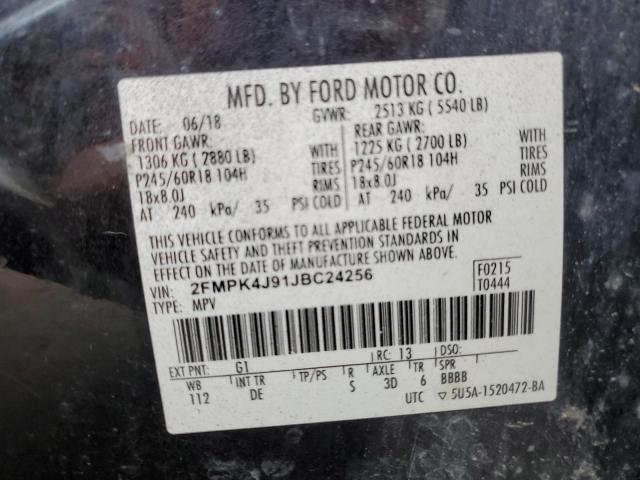 MFD. BY FORD MOTOR CO.
DATE: 06/18 GVWR: 2513 KG ( 5540 LB)
FRONT GAWR: REAR GAWR:
1306 KG ( 2880 LB) WITH 1225 KG ( 2700 LB) WITH
P245/60R18 104H TIRES P245/60R18 104H TIRES
18x8.0J RIMS 18x8.0J RIMS
AT 240 kPa/ 35 PSI COLD AT 240 kPa/ 35 PSI COLD
THIS VEHICLE CONFORMS TO ALL APPLICABLE FEDERAL MOTOR
VEHICLE SAFETY AND THEFT PREVENTION STANDARDS IN
EFFECT ON THE DATE OF MANUFACTURE SHOWN ABOVE.
VIN: 2FMPK4J91JBC24256 F0215
TYPE: MPV T0444
EXT PNT: G1 RC: 13 DSO:
WB INT TR TP/PS R AXLE TR SPR
112 DE S 3D 6 BBBB
UTC ▽5U5A-1520472-BA